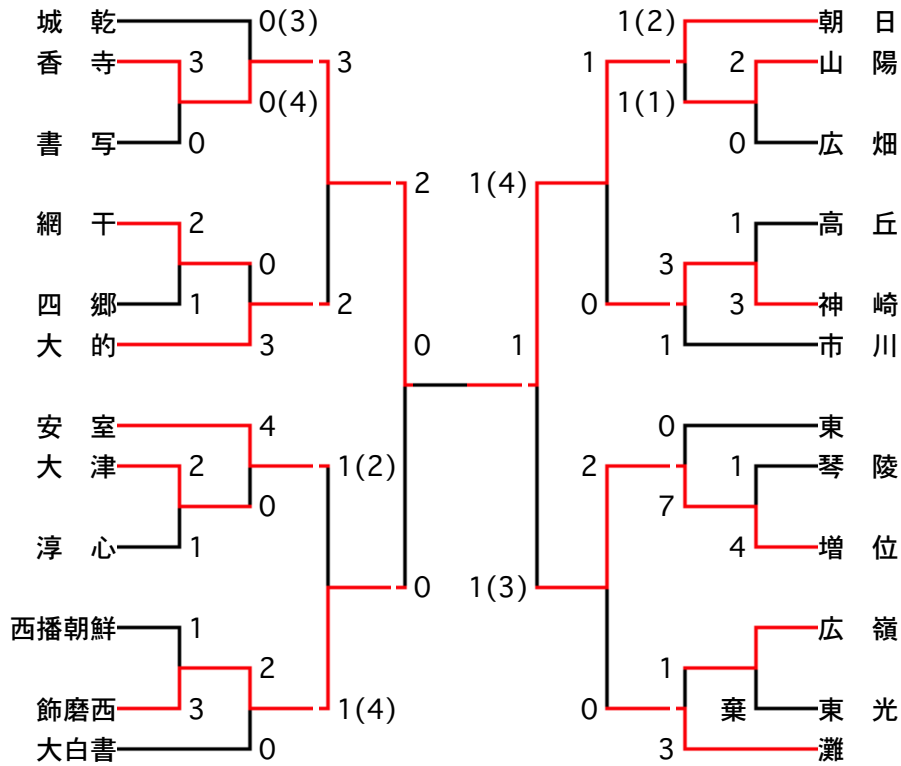 城 乾 0(3) 1(2) 朝 日
香 寺 3 3 1 2 山 陽
0(4) 1(1)
書 写 0 0 広 畑
2 1(4)
網 干 2 1 高 丘
0 3
四 郷 1 2 0 3 神 崎
大 的 3 0 1 1 市 川
安 室 4 0 東
大 津 2 1(2) 2 1 琴 陵
0 7
淳 心 1 4 増 位
0 1(3)
西播朝鮮 1 広 嶺
2 1
飾磨西 3 1(4) 0 棄 東 光
大白書 0 3 灘